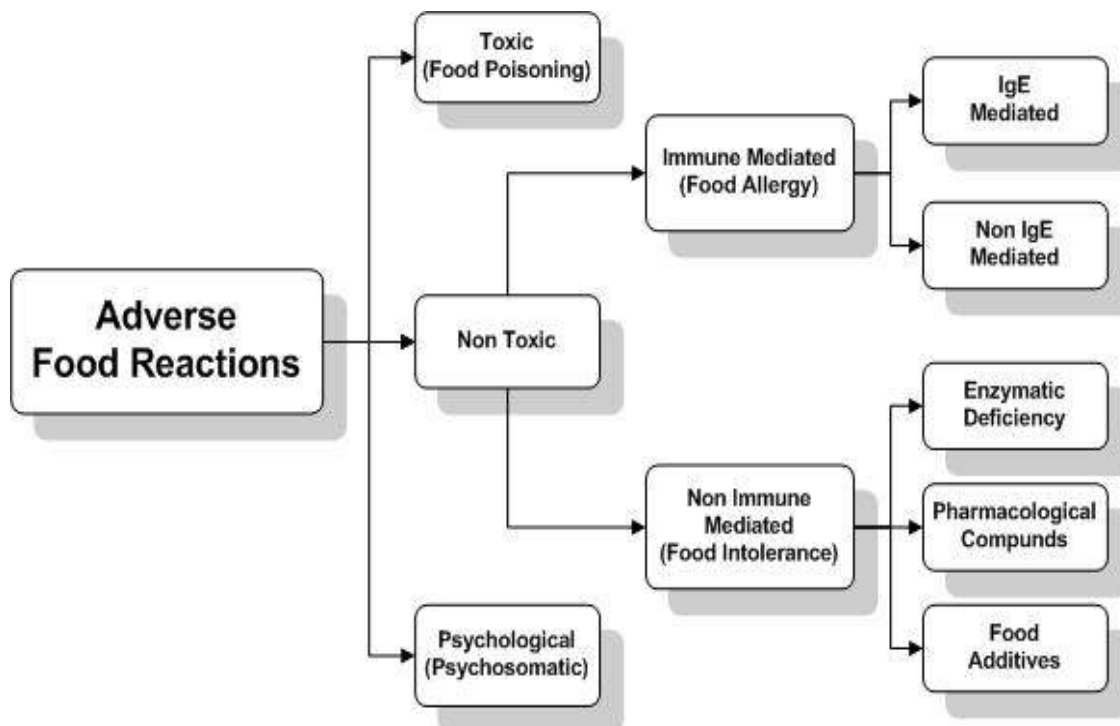 Toxic
(Food Poisoning)
IgE
Mediated
Immune Mediated
(Food Allergy)
Non IgE
Mediated
Adverse
Food Reactions
Non Toxic
Enzymatic
Deficiency
Non Immune
Mediated
(Food Intolerance)
Pharmacological
Compunds
Food
Additives
Psychological
(Psychosomatic)